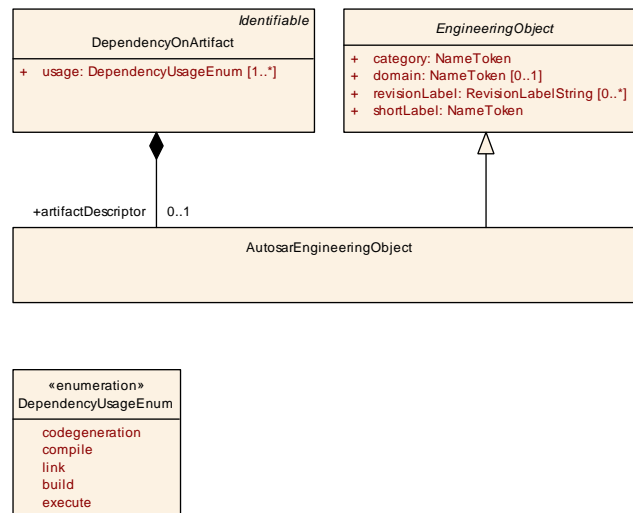 Identifiable
DependencyOnArtifact
+ usage: DependencyUsageEnum [1..*]
EngineeringObject
+ category: NameToken
+ domain: NameToken [0..1]
+ revisionLabel: RevisionLabelString [0..*]
+ shortLabel: NameToken
+artifactDescriptor 0..1
AutosarEngineeringObject
«enumeration»
DependencyUsageEnum
codegeneration
compile
link
build
execute